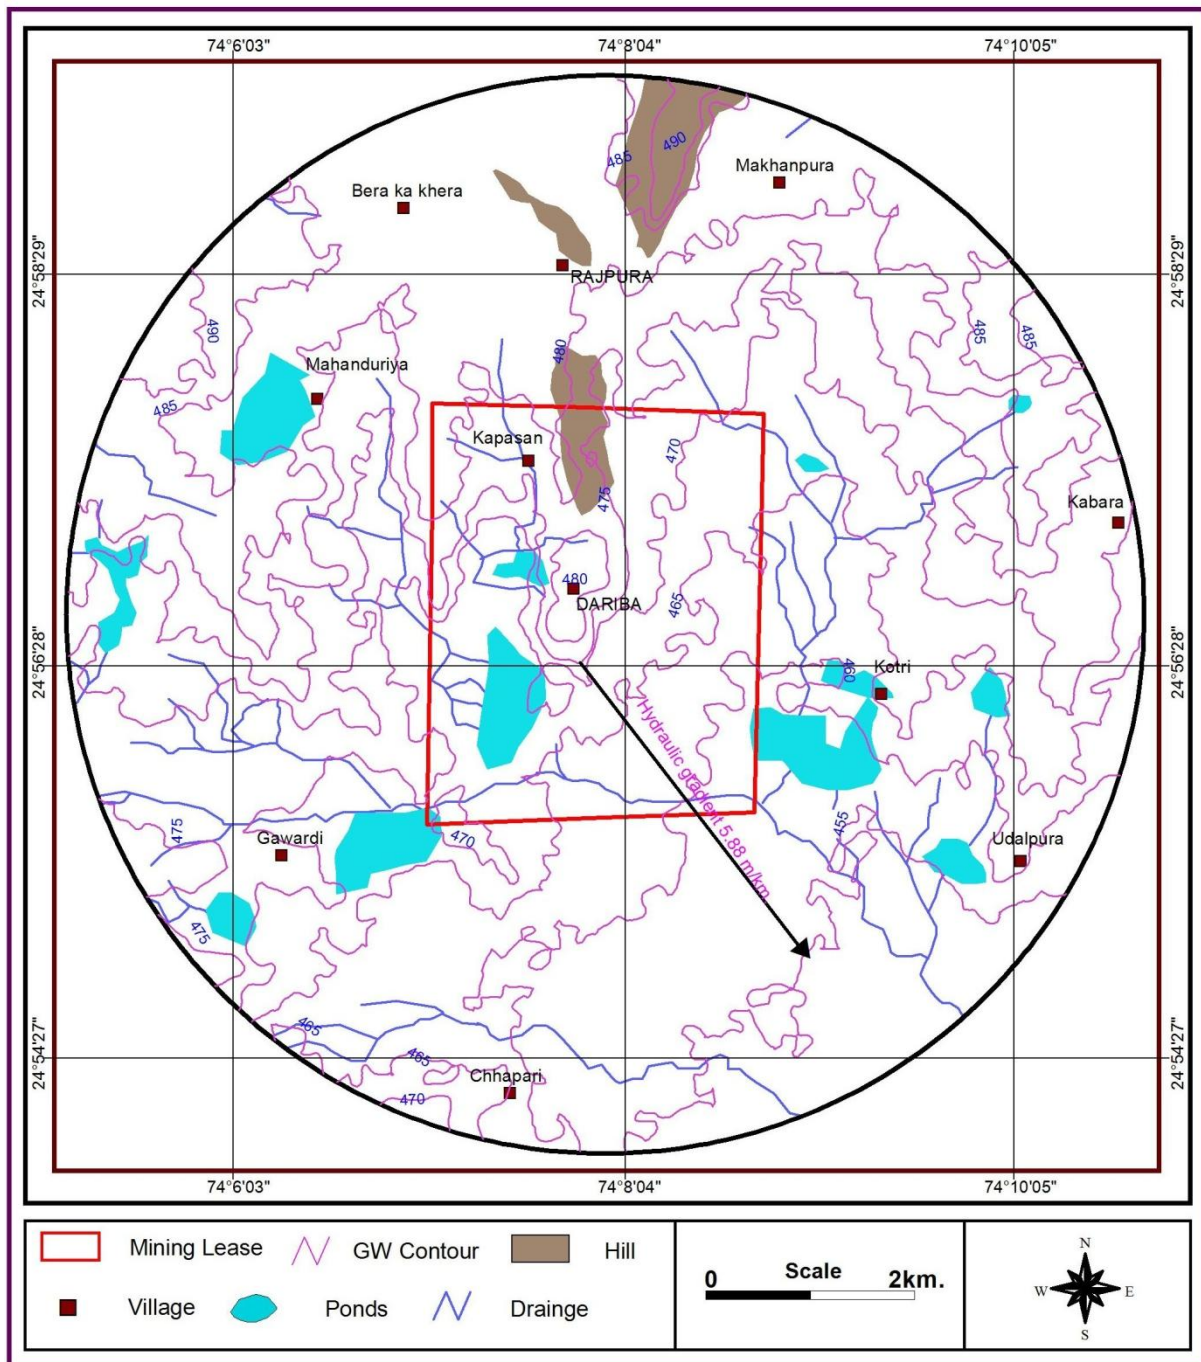 74°6'03" 74°8'04" 74°10'05"
490
485
Makhanpura
Bera ka khera
24°58'29" 24°58'29"
RAJPURA
490
485
485
480
Mahanduriya
485
Kapasan
470
475
Kabara
480
DARIBA
465
24°56'28" 24°56'28"
460
Kotri
Hydraulic gradient 5.88 m/km
475
455
470
Gawardi
Udalpura
475
465
24°54'27" 24°54'27"
465
Chhapari
470
74°6'03" 74°8'04" 74°10'05"
Mining Lease GW Contour Hill
Village Ponds Drainge
Scale
0 2km.
N
W E
S